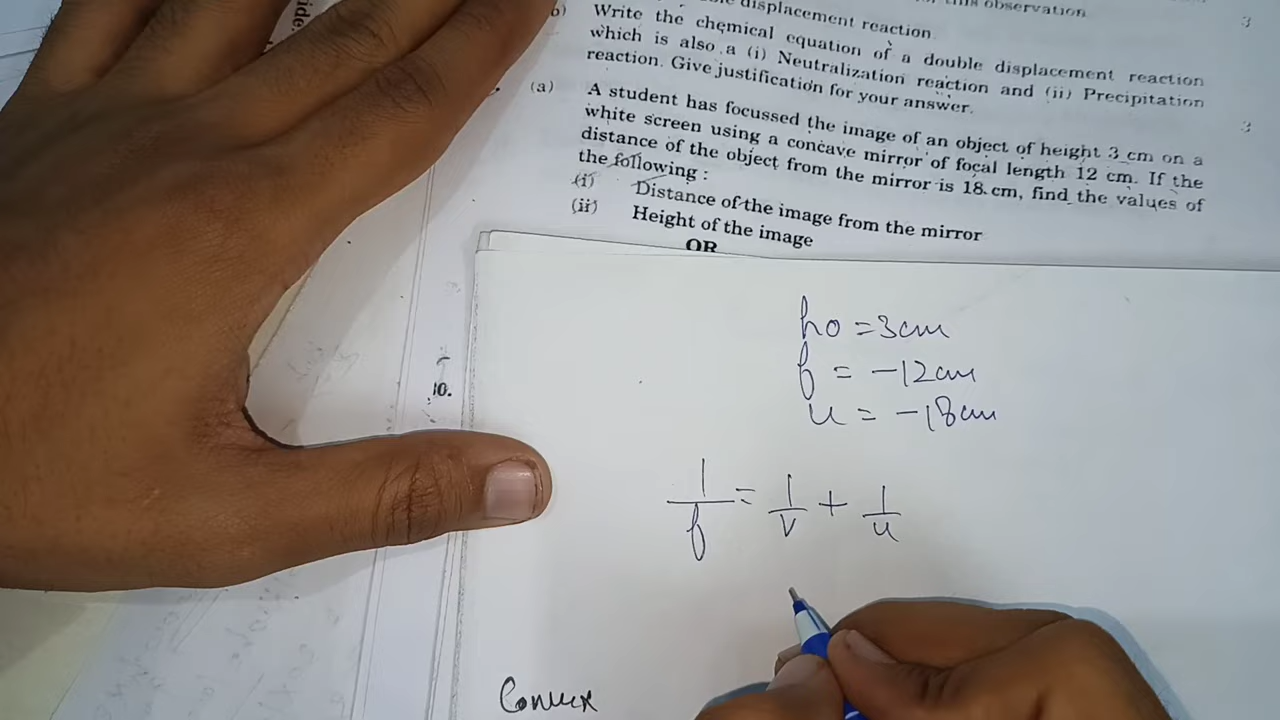 this observation
displacement reaction.
3
b) Write the chemical equation of a double displacement reaction
which is also a (i) Neutralization reaction and (ii) Precipitation
reaction. Give justification for your answer.
3
(a) A student has focussed the image of an object of height 3 cm on a
white screen using a concave mirror of focal length 12 cm. If the
distance of the object from the mirror is 18 cm, find the values of
the following :
(i) Distance of the image from the mirror
(ii) Height of the image
OR
10.
ho = 3cm
f = -12cm
u = -18cm
1/f = 1/v + 1/u
Convex